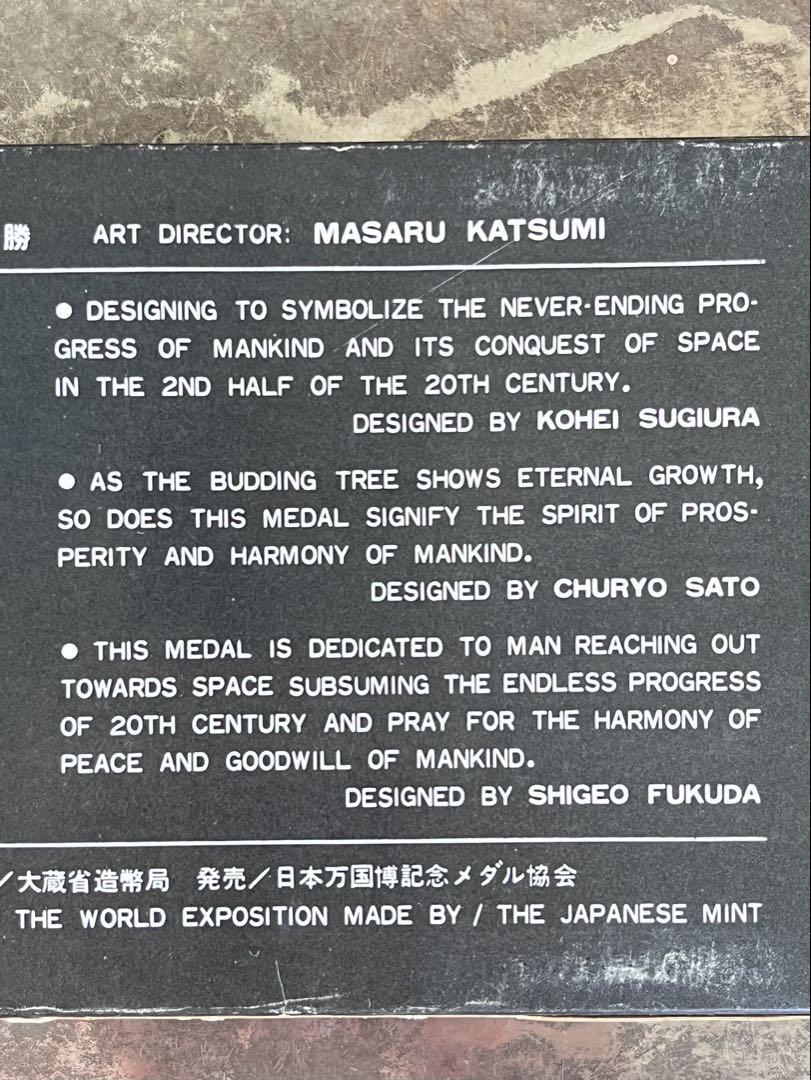 勝 ART DIRECTOR: MASARU KATSUMI
● DESIGNING TO SYMBOLIZE THE NEVER-ENDING PRO-
GRESS OF MANKIND AND ITS CONQUEST OF SPACE
IN THE 2ND HALF OF THE 20TH CENTURY.
DESIGNED BY KOHEI SUGIURA
● AS THE BUDDING TREE SHOWS ETERNAL GROWTH,
SO DOES THIS MEDAL SIGNIFY THE SPIRIT OF PROS-
PERITY AND HARMONY OF MANKIND.
DESIGNED BY CHURYO SATO
● THIS MEDAL IS DEDICATED TO MAN REACHING OUT
TOWARDS SPACE SUBSUMING THE ENDLESS PROGRESS
OF 20TH CENTURY AND PRAY FOR THE HARMONY OF
PEACE AND GOODWILL OF MANKIND.
DESIGNED BY SHIGEO FUKUDA
/大蔵省造幣局 発売/日本万国博記念メダル協会
THE WORLD EXPOSITION MADE BY / THE JAPANESE MINT